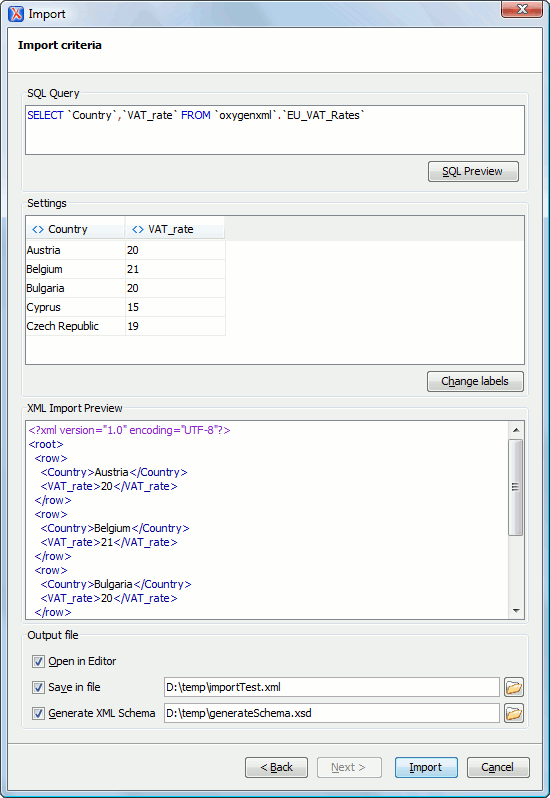 Import
Import criteria
SQL Query
SELECT `Country`,`VAT_rate` FROM `oxygenxml`.`EU_VAT_Rates`
SQL Preview
Settings
<> Country <> VAT_rate
Austria 20
Belgium 21
Bulgaria 20
Cyprus 15
Czech Republic 19
Change labels
XML Import Preview
<?xml version="1.0" encoding="UTF-8"?>
<root>
<row>
<Country>Austria</Country>
<VAT_rate>20</VAT_rate>
</row>
<row>
<Country>Belgium</Country>
<VAT_rate>21</VAT_rate>
</row>
<row>
<Country>Bulgaria</Country>
<VAT_rate>20</VAT_rate>
</row>
Output file
Open in Editor
Save in file D:\temp\importTest.xml
Generate XML Schema D:\temp\generateSchema.xsd
< Back Next > Import Cancel